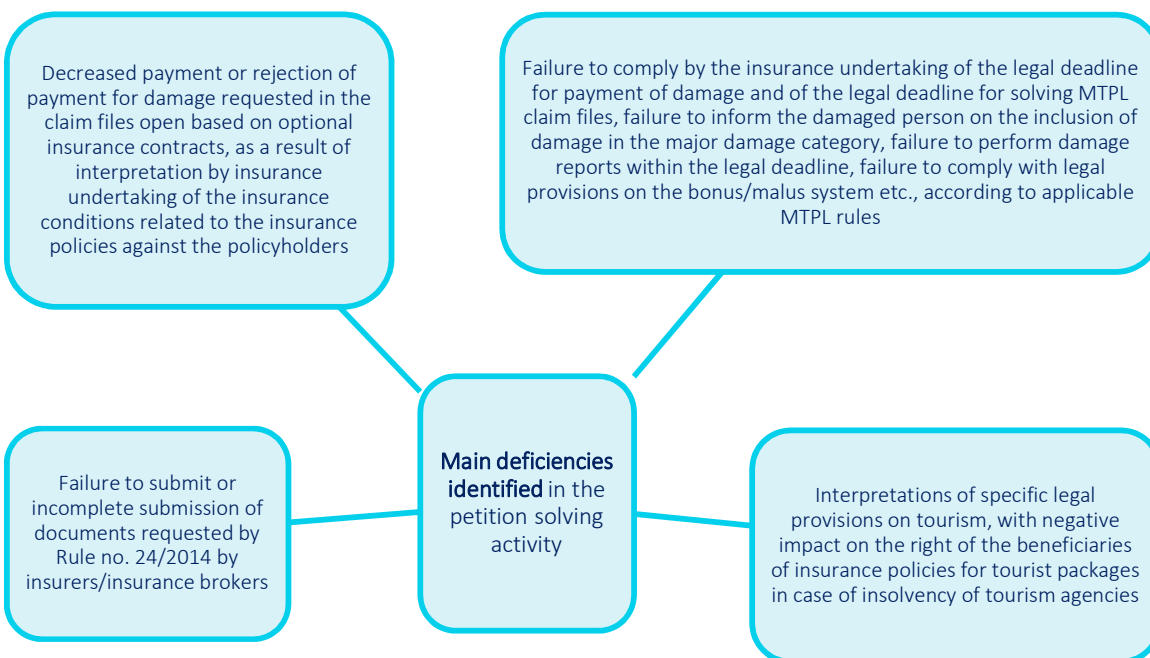 Decreased payment or rejection of
payment for damage requested in the
claim files open based on optional
insurance contracts, as a result of
interpretation by insurance
undertaking of the insurance
conditions related to the insurance
policies against the policyholders
Failure to comply by the insurance undertaking of the legal deadline
for payment of damage and of the legal deadline for solving MTPL
claim files, failure to inform the damaged person on the inclusion of
damage in the major damage category, failure to perform damage
reports within the legal deadline, failure to comply with legal
provisions on the bonus/malus system etc., according to applicable
MTPL rules
Main deficiencies
identified in the
petition solving
activity
Failure to submit or
incomplete submission of
documents requested by
Rule no. 24/2014 by
insurers/insurance brokers
Interpretations of specific legal
provisions on tourism, with negative
impact on the right of the beneficiaries
of insurance policies for tourist packages
in case of insolvency of tourism agencies